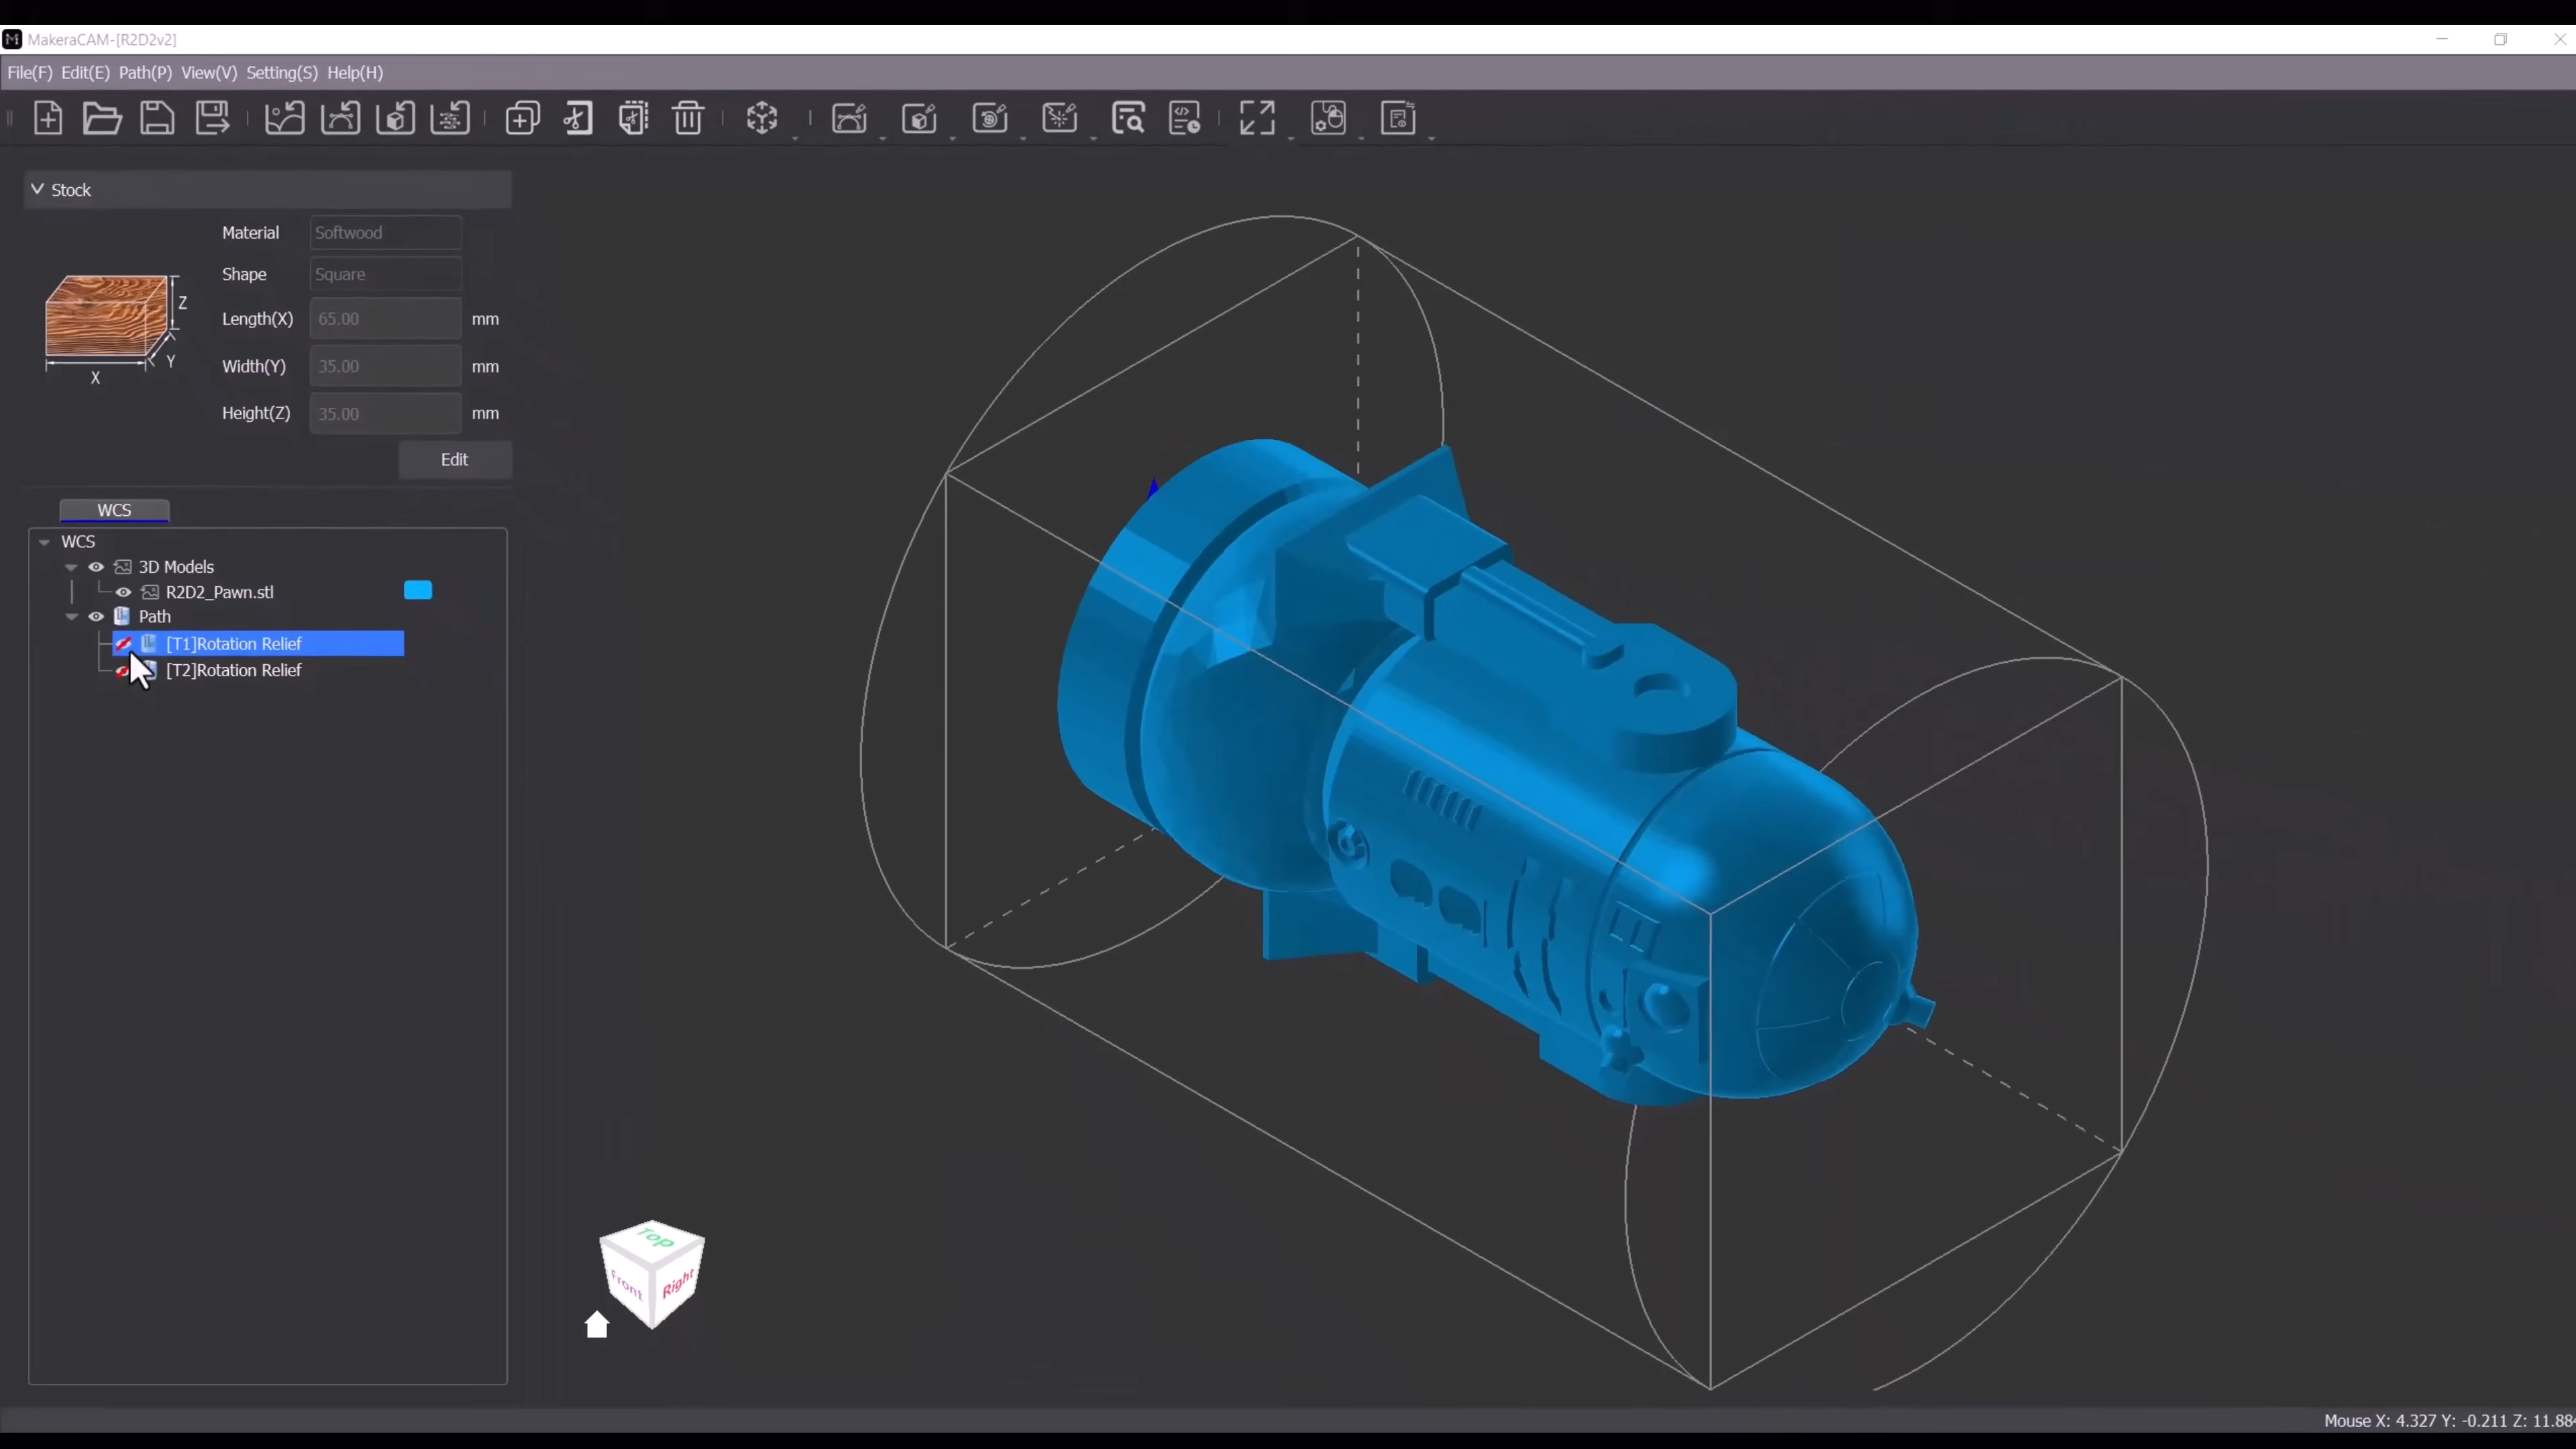 MakeraCAM-[R2D2v2]
File(F) Edit(E) Path(P) View(V) Setting(S) Help(H)
Stock
Material Softwood
Shape Square
Length(X) 65.00 mm
Width(Y) 35.00 mm
Height(Z) 35.00 mm
Z
Y
X
Edit
WCS
WCS
3D Models
R2D2_Pawn.stl
Path
[T1]Rotation Relief
[T2]Rotation Relief
Top
Front
Right
Mouse X: 4.327 Y: -0.211 Z: 11.884